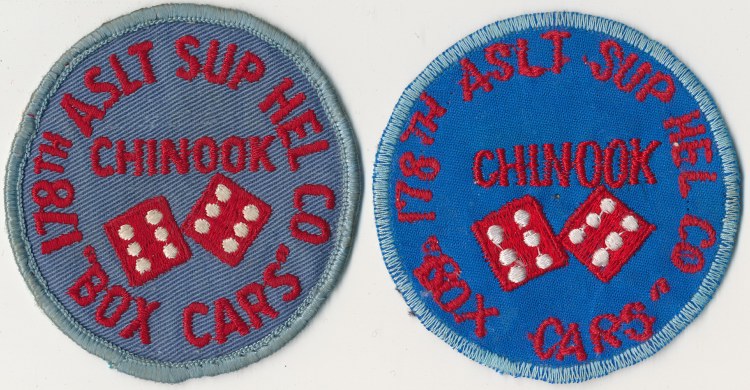 178TH ASLT SUP HEL CO
CHINOOK
"BOX CARS"
178TH ASLT SUP HEL CO
CHINOOK
"BOX CARS"